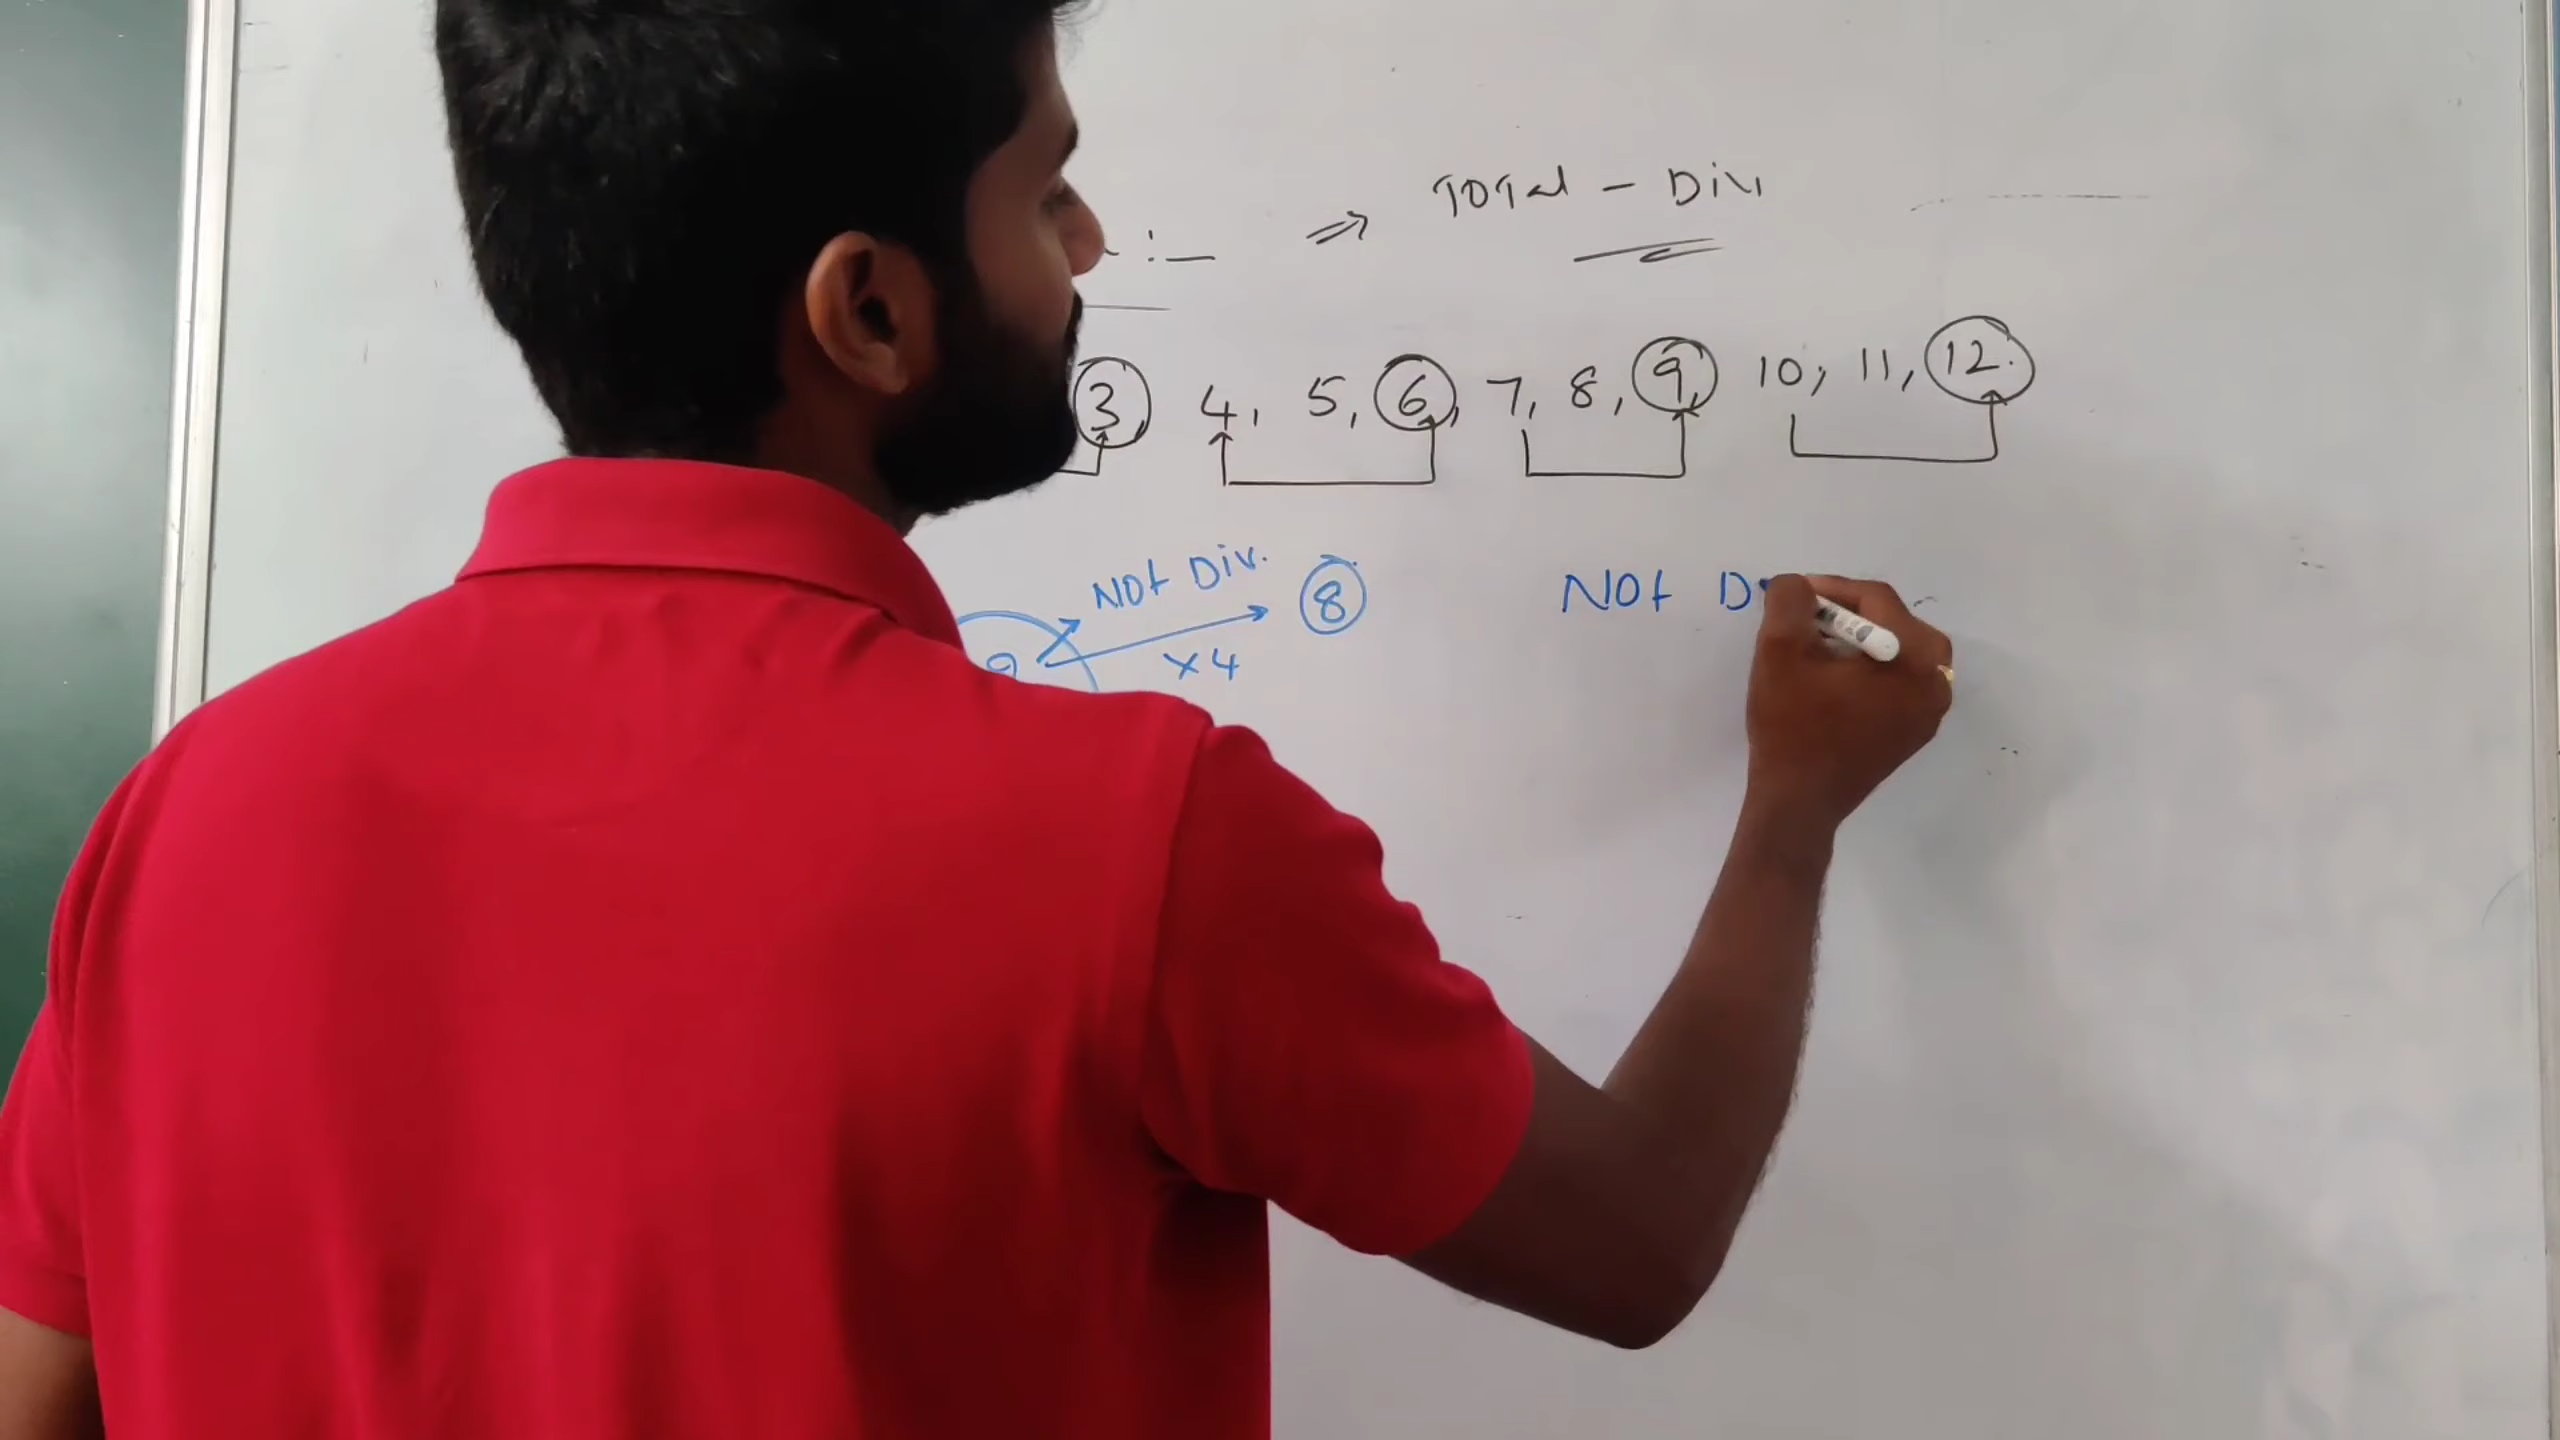 :- ⇒ Total - Div
3 4, 5, 6, 7, 8, 9, 10, 11, 12.
Not Div. 8 Not D
×4